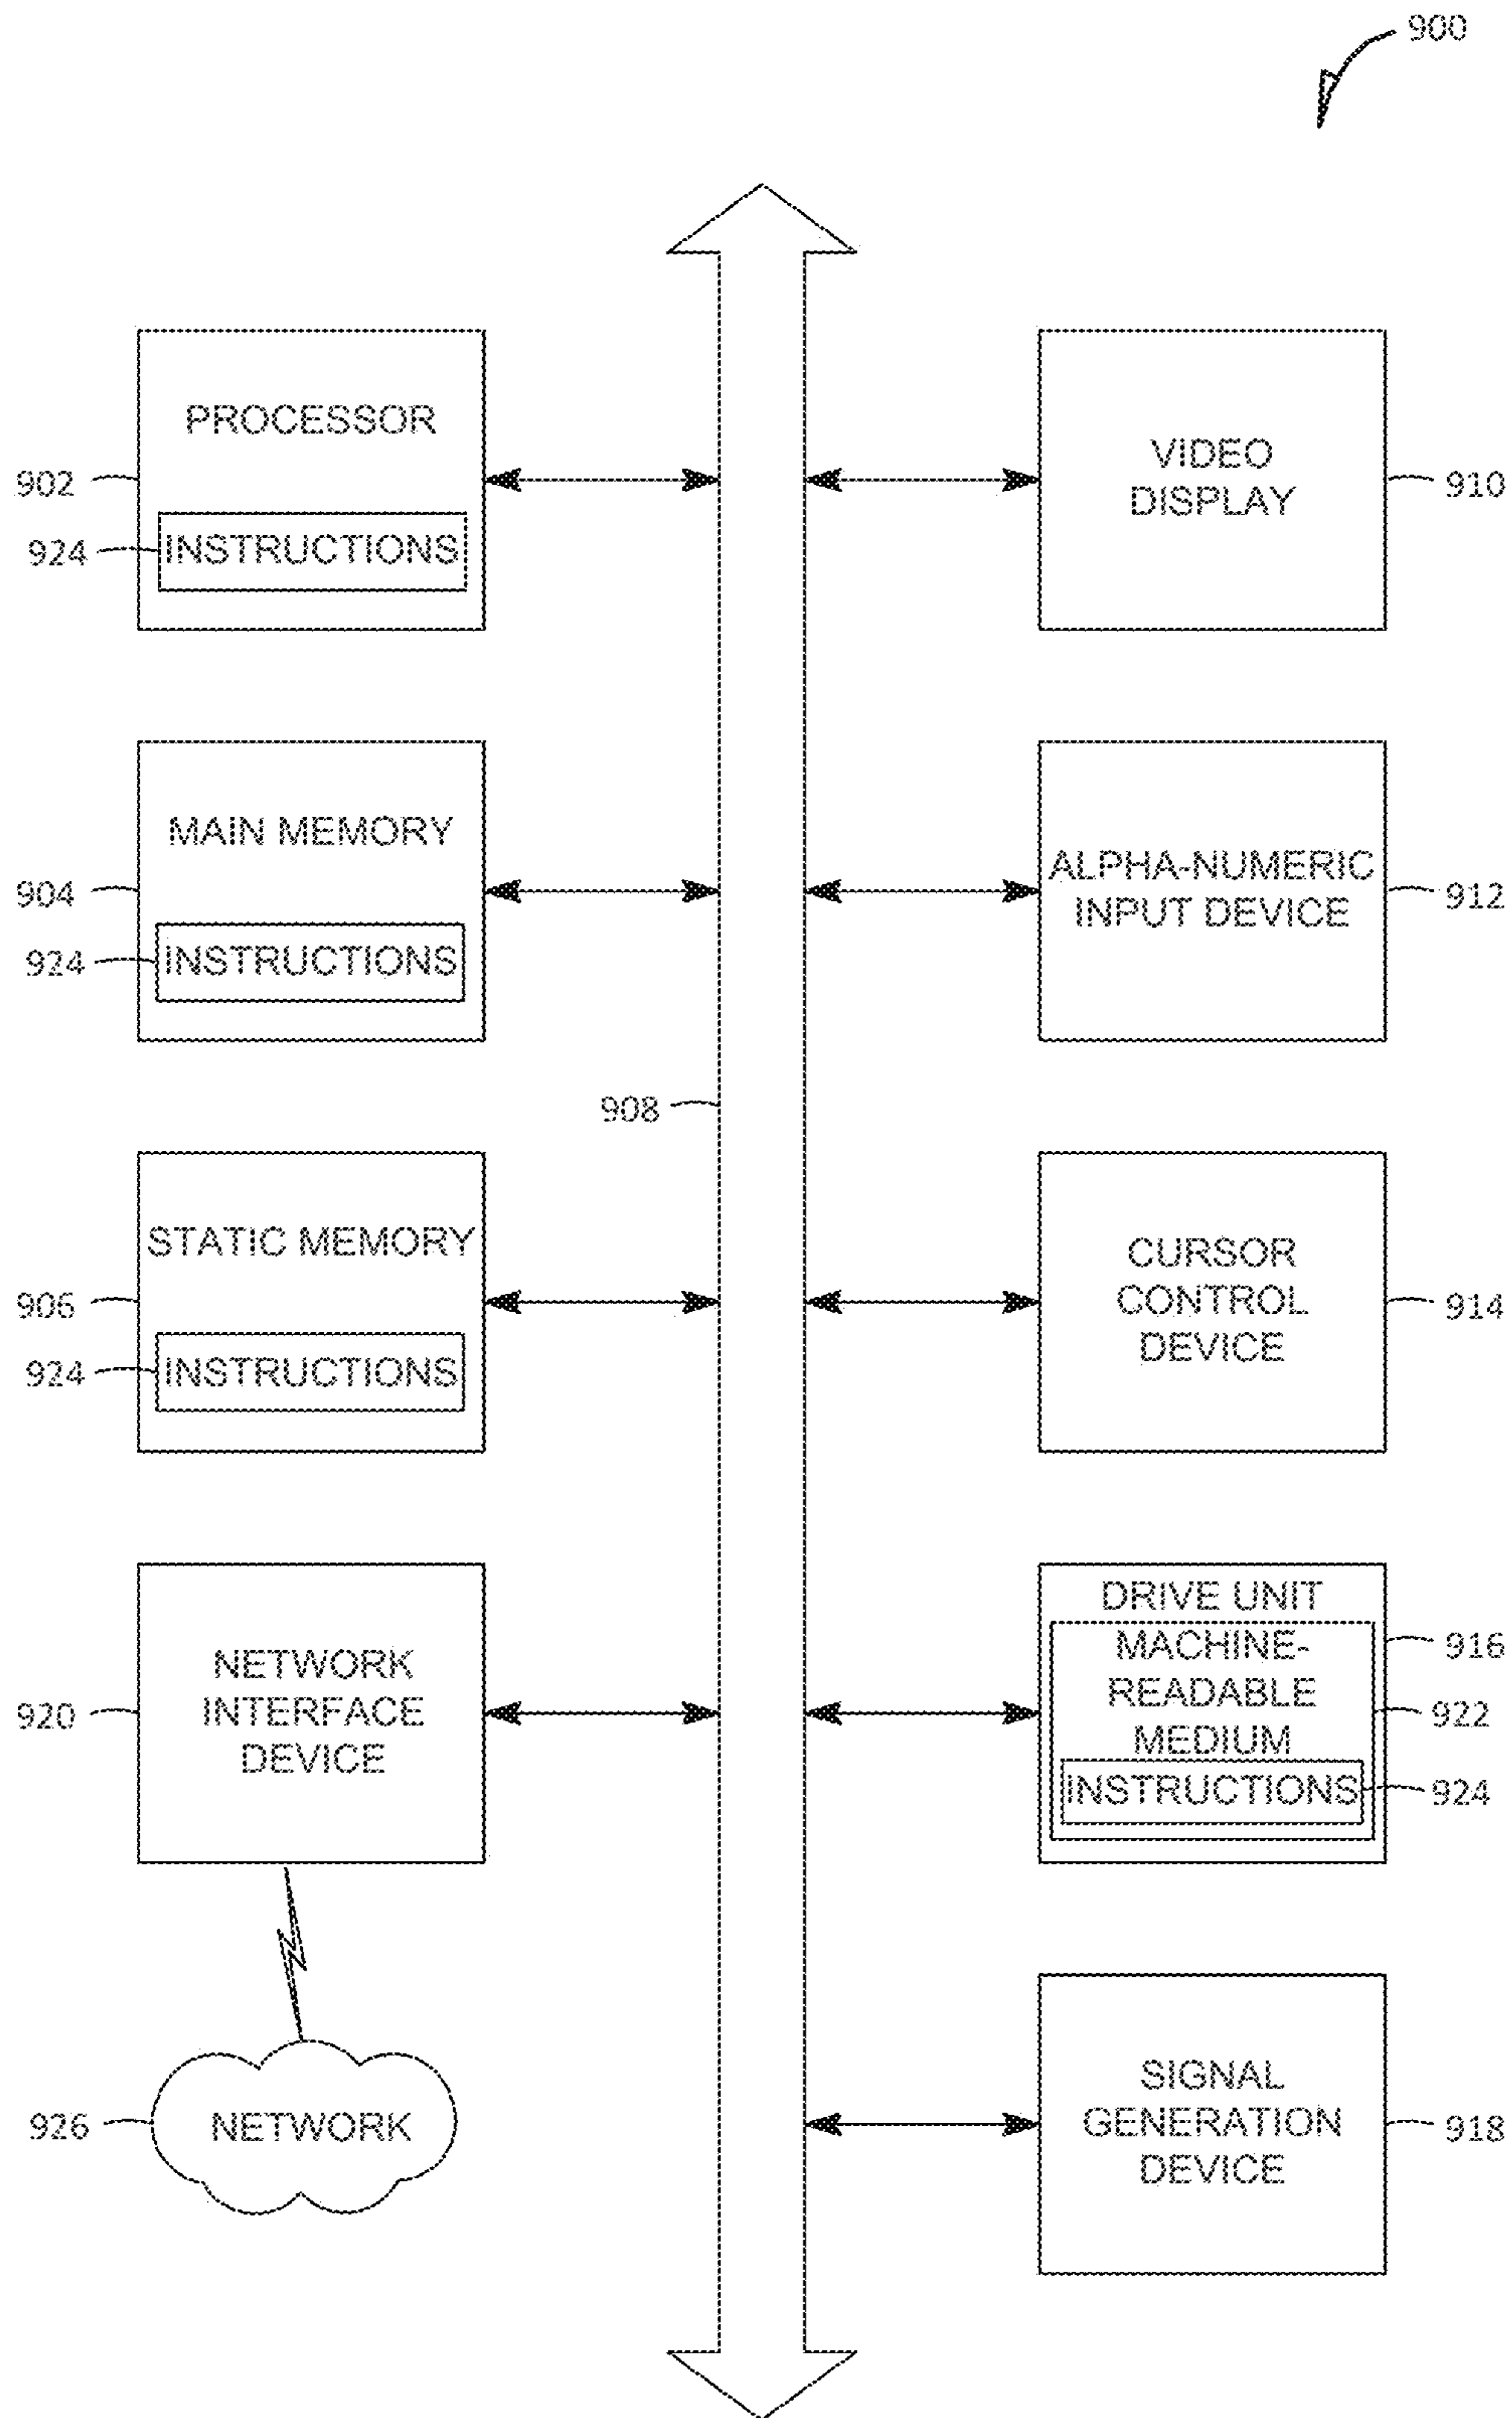 900
PROCESSOR
902
924
INSTRUCTIONS
VIDEO
DISPLAY
910
MAIN MEMORY
904
924
INSTRUCTIONS
ALPHA-NUMERIC
INPUT DEVICE
912
908
STATIC MEMORY
906
924
INSTRUCTIONS
CURSOR
CONTROL
DEVICE
914
NETWORK
INTERFACE
DEVICE
920
DRIVE UNIT
MACHINE-
READABLE
MEDIUM
INSTRUCTIONS
916
922
924
926
NETWORK
SIGNAL
GENERATION
DEVICE
918